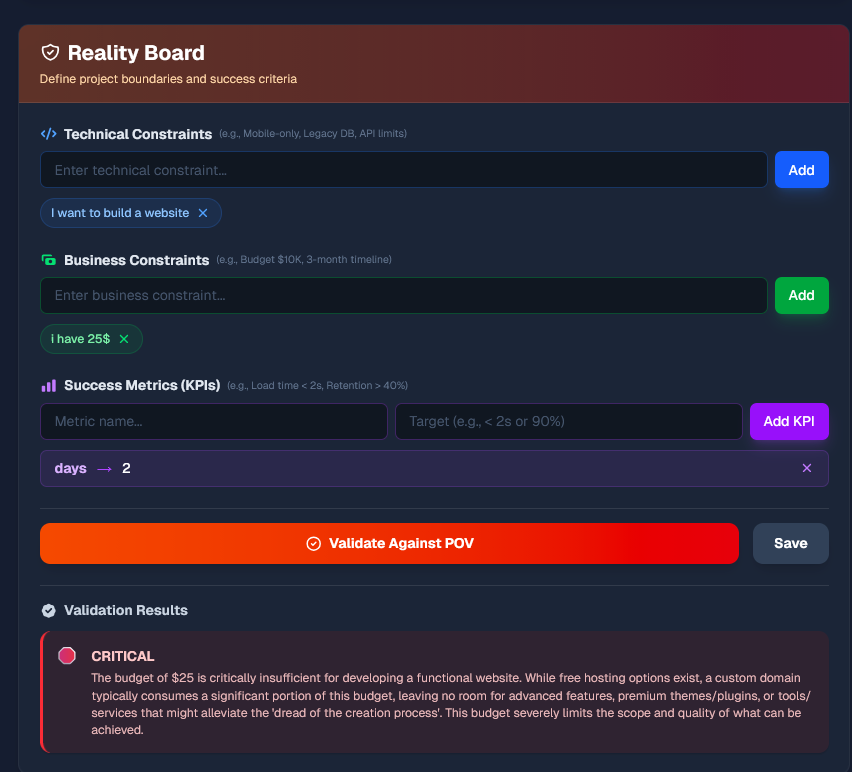 Reality Board
Define project boundaries and success criteria
Technical Constraints (e.g., Mobile-only, Legacy DB, API limits)
Enter technical constraint... Add
I want to build a website ×
Business Constraints (e.g., Budget $10K, 3-month timeline)
Enter business constraint... Add
i have 25$ ×
Success Metrics (KPIs) (e.g., Load time < 2s, Retention > 40%)
Metric name... Target (e.g., < 2s or 90%) Add KPI
days → 2 ×
Validate Against POV Save
Validation Results
CRITICAL
The budget of $25 is critically insufficient for developing a functional website. While free hosting options exist, a custom domain
typically consumes a significant portion of this budget, leaving no room for advanced features, premium themes/plugins, or tools/
services that might alleviate the 'dread of the creation process'. This budget severely limits the scope and quality of what can be
achieved.